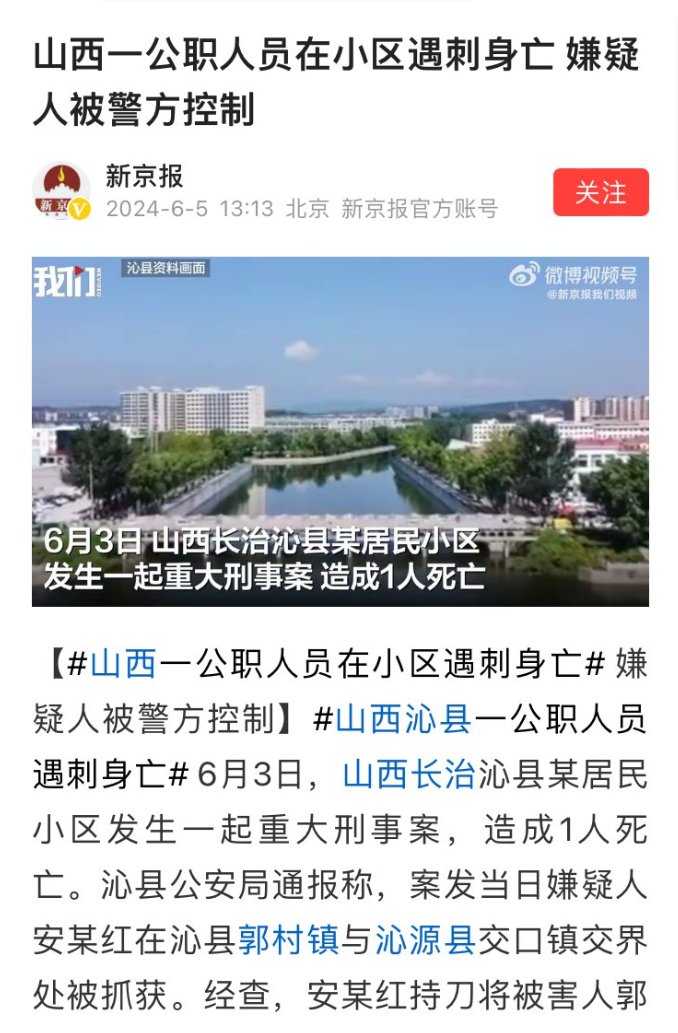 山西一公职人员在小区遇刺身亡 嫌疑
人被警方控制
新京报
2024-6-5 13:13 北京 新京报官方账号
关注
新京
我们
沁县资料画面
微博视频号
@新京报我们视频
6月3日 山西长治沁县某居民小区
发生一起重大刑事案 造成1人死亡
【#山西一公职人员在小区遇刺身亡# 嫌
疑人被警方控制】#山西沁县一公职人员
遇刺身亡# 6月3日，山西长治沁县某居民
小区发生一起重大刑事案，造成1人死
亡。沁县公安局通报称，案发当日嫌疑人
安某红在沁县郭村镇与沁源县交口镇交界
处被抓获。经查，安某红持刀将被害人郭